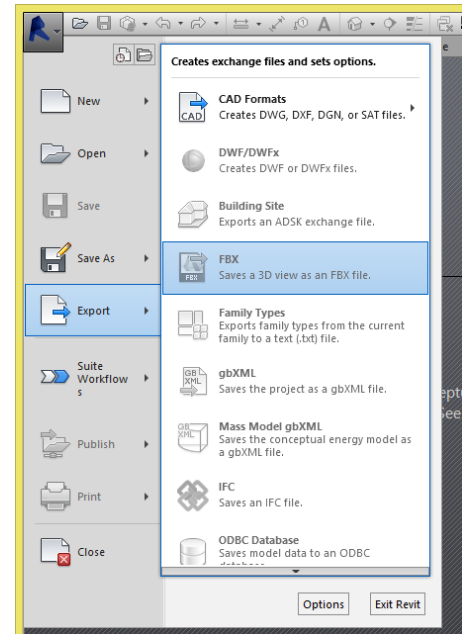 R
A
e
Creates exchange files and sets options.
New
Open
Save
Save As
Export
Suite
Workflow
s
Publish
Print
Close
CAD
CAD Formats
Creates DWG, DXF, DGN, or SAT files.
DWF/DWFx
Creates DWF or DWFx files.
Building Site
Exports an ADSK exchange file.
FBX
FBX
Saves a 3D view as an FBX file.
Family Types
Exports family types from the current
family to a text (.txt) file.
GB
XML
gbXML
Saves the project as a gbXML file.
GB
XML
Mass Model gbXML
Saves the conceptual energy model as
a gbXML file.
IFC
Saves an IFC file.
ODBC Database
Saves model data to an ODBC
database.
ept
See
Options
Exit Revit